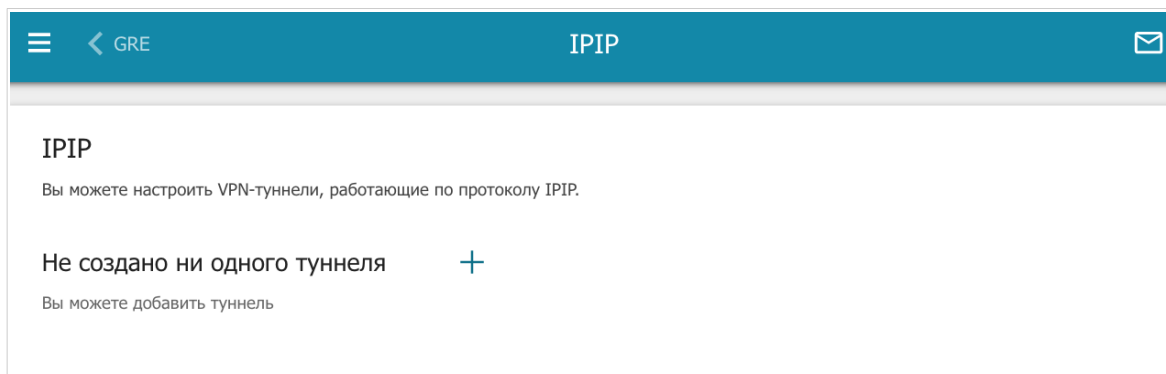 GRE
IPIP
IPIP
Вы можете настроить VPN-туннели, работающие по протоколу IPIP.
Не создано ни одного туннеля
Вы можете добавить туннель